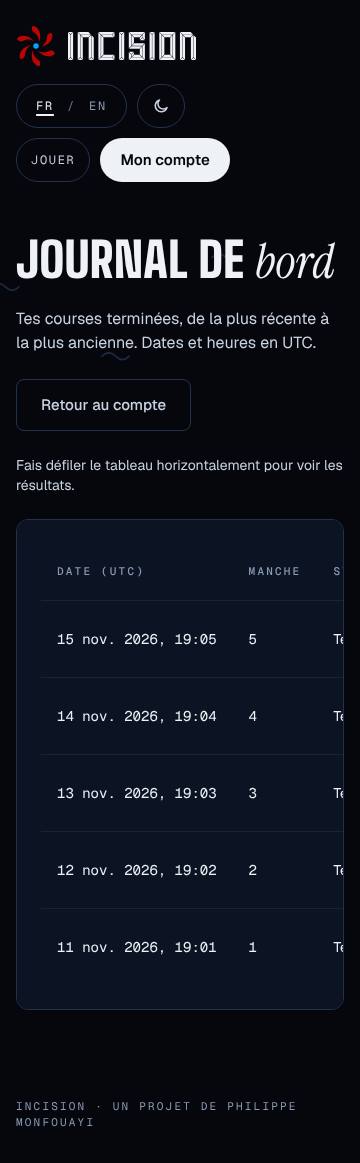 INCISION
FR / EN
JOUER
Mon compte
JOURNAL DE bord
Tes courses terminées, de la plus récente à
la plus ancienne. Dates et heures en UTC.
Retour au compte
Fais défiler le tableau horizontalement pour voir les
résultats.
DATE (UTC) MANCHE
15 nov. 2026, 19:05 5
14 nov. 2026, 19:04 4
13 nov. 2026, 19:03 3
12 nov. 2026, 19:02 2
11 nov. 2026, 19:01 1
INCISION · UN PROJET DE PHILIPPE
MONFOUAYI